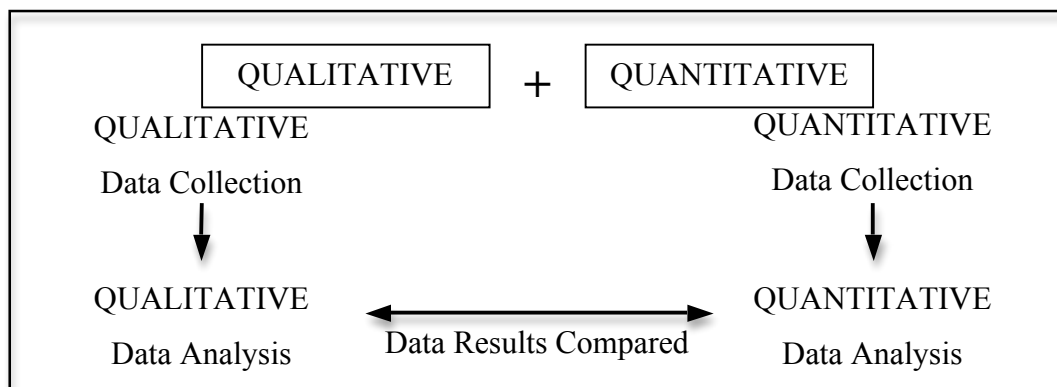 QUALITATIVE + QUANTITATIVE
QUALITATIVE QUANTITATIVE
Data Collection Data Collection
QUALITATIVE QUANTITATIVE
Data Results Compared
Data Analysis Data Analysis